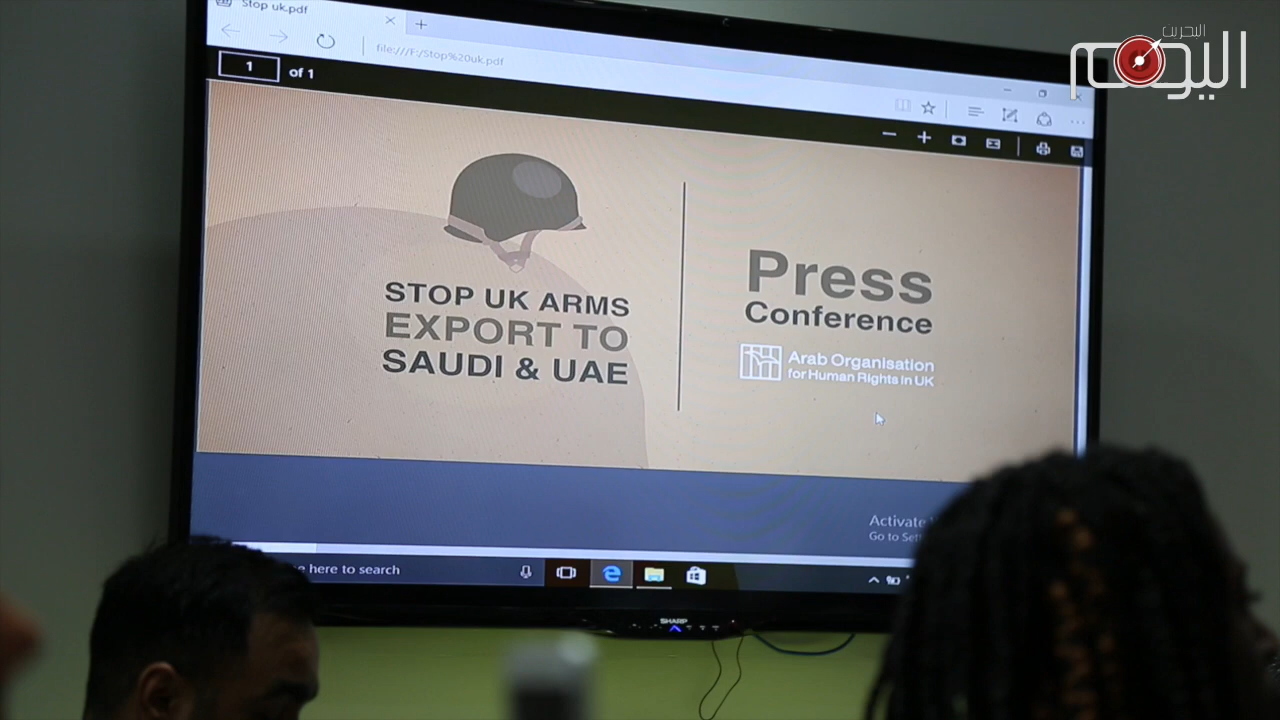 Stop uk.pdf
البحرين
اليوم
file:///F:/Stop%20uk.pdf
1 of 1
STOP UK ARMS
EXPORT TO
SAUDI & UAE
Press
Conference
Arab Organisation
for Human Rights in UK
Activate
Go to
here to search
SHARP